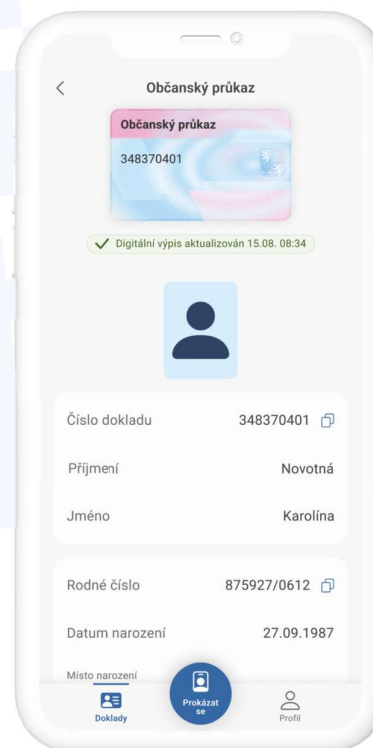 Občanský průkaz
Občanský průkaz
348370401
Digitální výpis aktualizován 15.08. 08:34
Číslo dokladu 348370401
Příjmení Novotná
Jméno Karolína
Rodné číslo 875927/0612
Datum narození 27.09.1987
Místo narození
Doklady
Prokázat
se
Profil